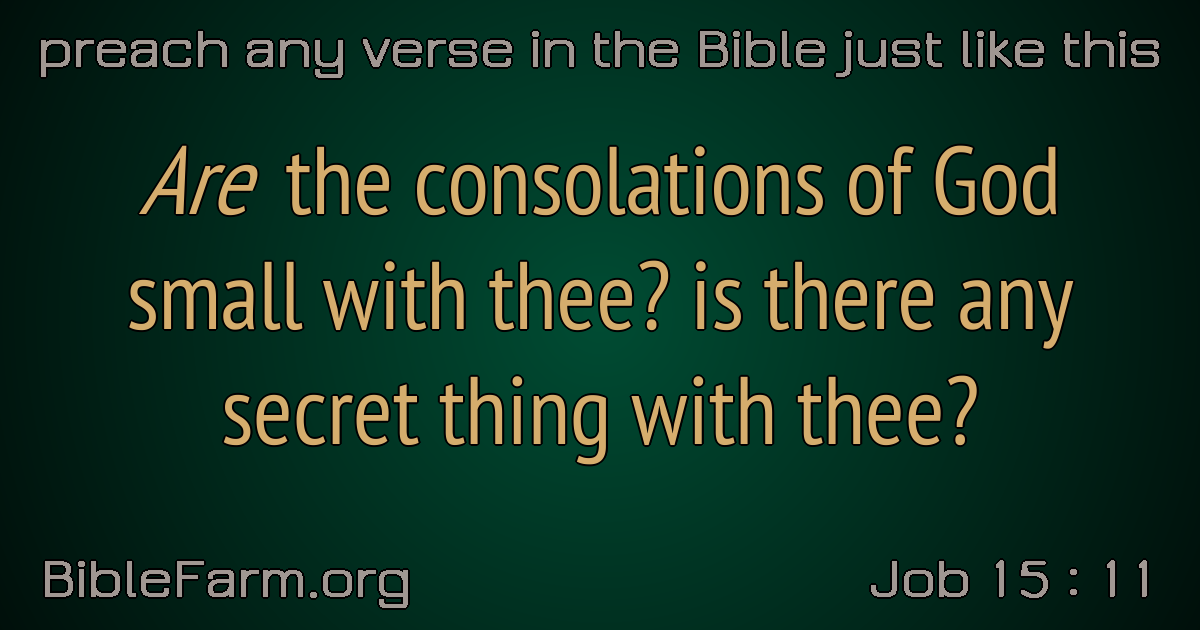 preach any verse in the Bible just like this
Are the consolations of God
small with thee? is there any
secret thing with thee?
BibleFarm.org
Job 15 : 11